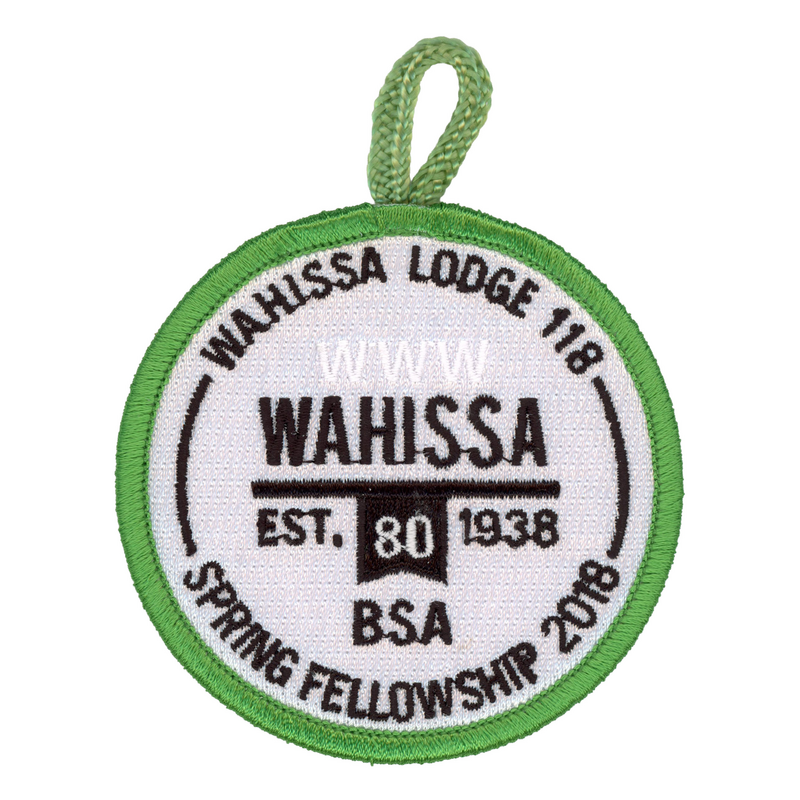 WAHISSA LODGE 118
WWW
WAHISSA
EST. 80 1938
BSA
SPRING FELLOWSHIP 2018